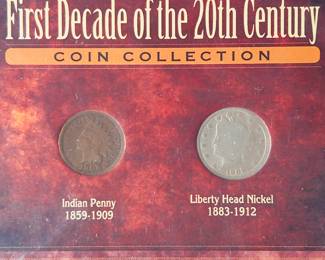 First Decade of the 20th Century
COIN COLLECTION
Indian Penny
1859-1909
Liberty Head Nickel
1883-1912